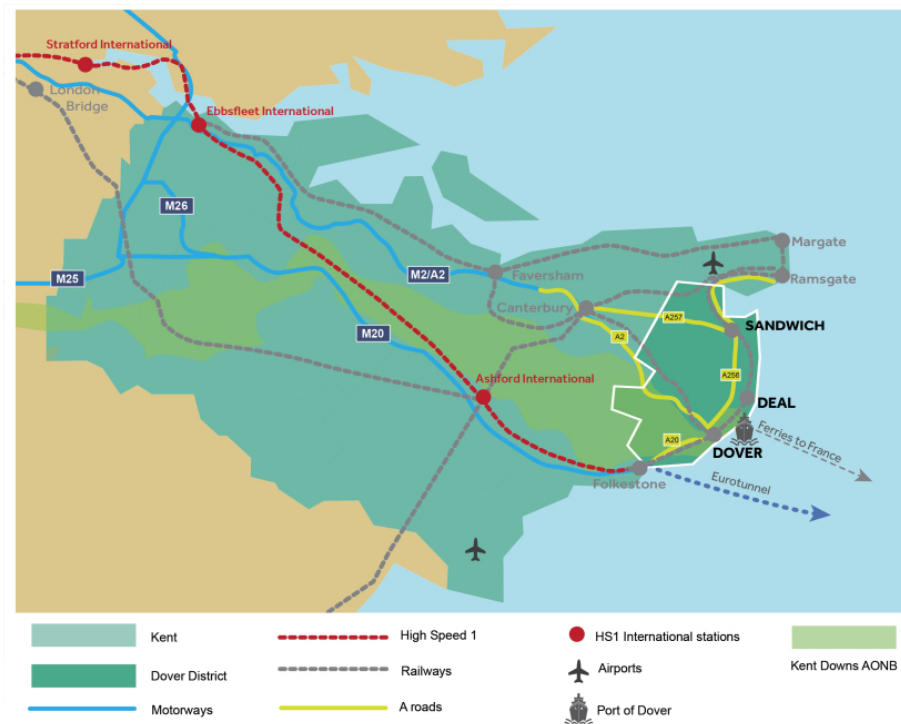 Stratford International
London
Bridge
Ebbsfleet International
M26
M25
M2/A2
M20
Faversham
Canterbury
Margate
Ramsgate
A257
SANDWICH
A2
A256
Ashford International
DEAL
A20
DOVER
Ferries to France
Folkestone
Eurotunnel
Kent
High Speed 1
HS1 International stations
Kent Downs AONB
Dover District
Railways
Airports
Motorways
A roads
Port of Dover